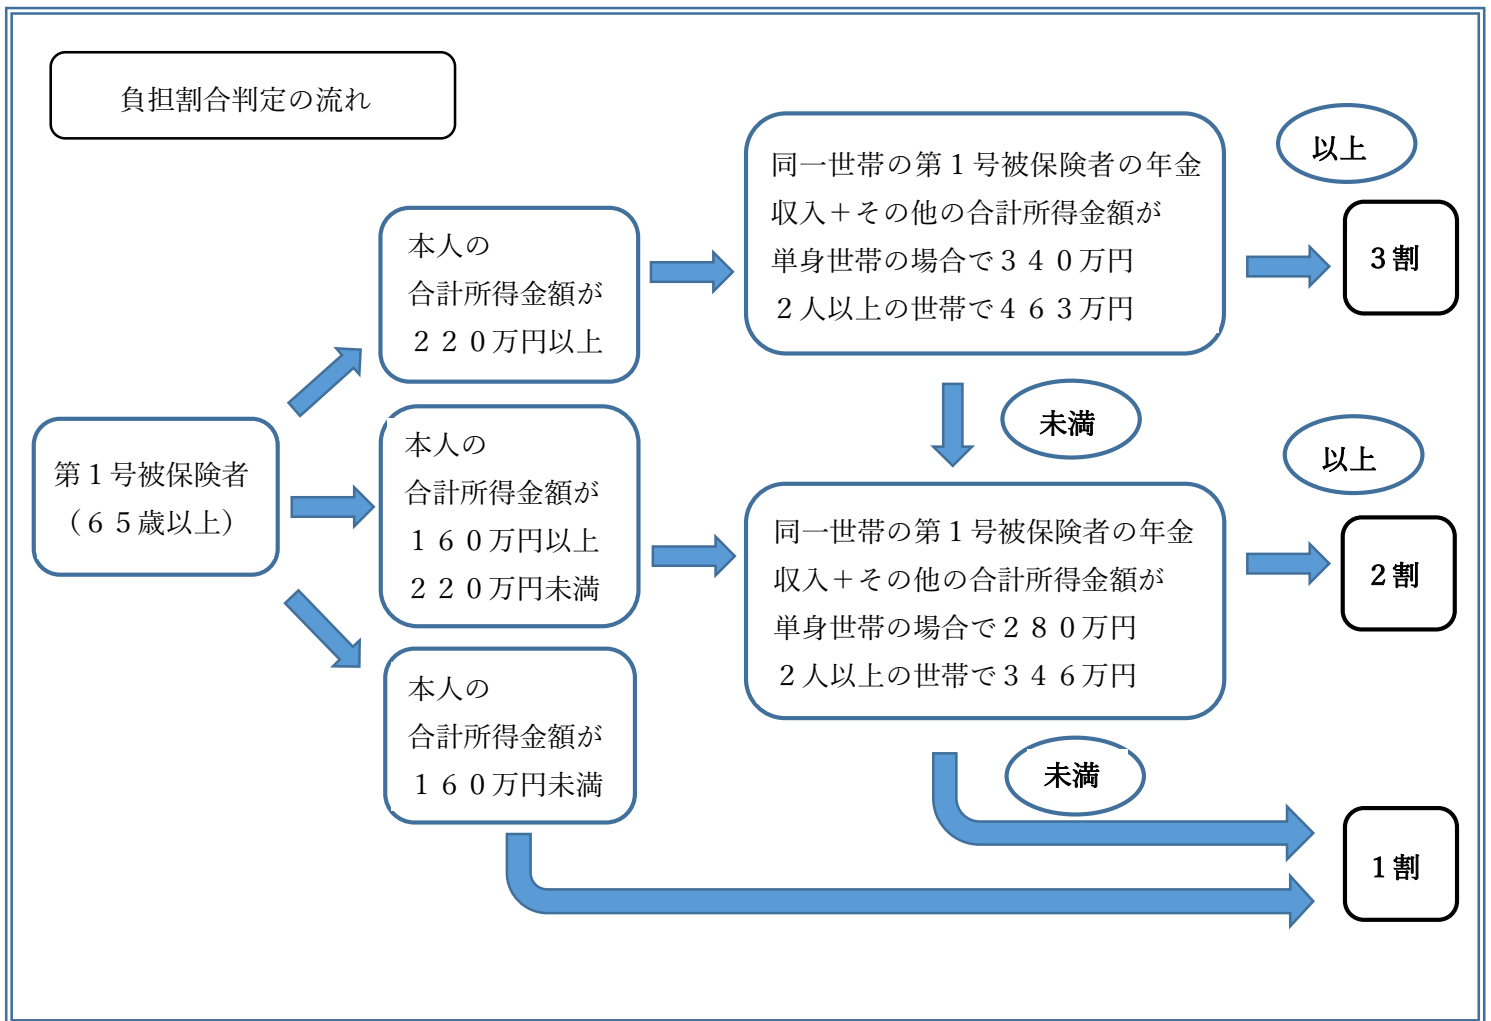 負担割合判定の流れ
第１号被保険者
（６５歳以上）
本人の
合計所得金額が
２２０万円以上
本人の
合計所得金額が
１６０万円以上
２２０万円未満
本人の
合計所得金額が
１６０万円未満
同一世帯の第１号被保険者の年金
収入＋その他の合計所得金額が
単身世帯の場合で３４０万円
２人以上の世帯で４６３万円
以上
３割
未満
同一世帯の第１号被保険者の年金
収入＋その他の合計所得金額が
単身世帯の場合で２８０万円
２人以上の世帯で３４６万円
以上
２割
未満
１割